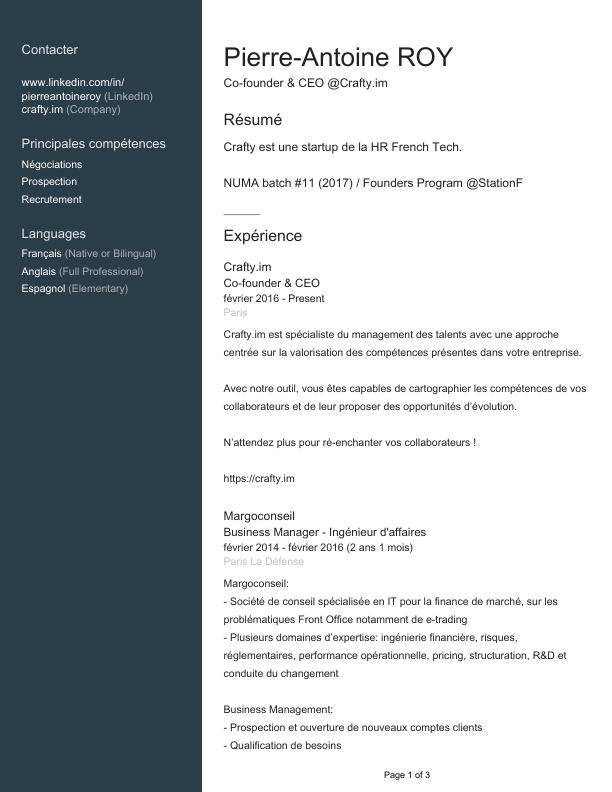 Contacter
www.linkedin.com/in/
pierreantoineroy (LinkedIn)
crafty.im (Company)
Principales compétences
Négociations
Prospection
Recrutement
Languages
Français (Native or Bilingual)
Anglais (Full Professional)
Espagnol (Elementary)
Pierre-Antoine ROY
Co-founder & CEO @Crafty.im
Résumé
Crafty est une startup de la HR French Tech.
NUMA batch #11 (2017) / Founders Program @StationF
Expérience
Crafty.im
Co-founder & CEO
février 2016 - Present
Paris
Crafty.im est spécialiste du management des talents avec une approche
centrée sur la valorisation des compétences présentes dans votre entreprise.
Avec notre outil, vous êtes capables de cartographier les compétences de vos
collaborateurs et de leur proposer des opportunités d'évolution.
N'attendez plus pour ré-enchanter vos collaborateurs !
https://crafty.im
Margoconseil
Business Manager - Ingénieur d'affaires
février 2014 - février 2016 (2 ans 1 mois)
Paris La Défense
Margoconseil:
- Société de conseil spécialisée en IT pour la finance de marché, sur les
problématiques Front Office notamment de e-trading
- Plusieurs domaines d'expertise: ingénierie financière, risques,
réglementaires, performance opérationnelle, pricing, structuration, R&D et
conduite du changement
Business Management:
- Prospection et ouverture de nouveaux comptes clients
- Qualification de besoins
Page 1 of 3